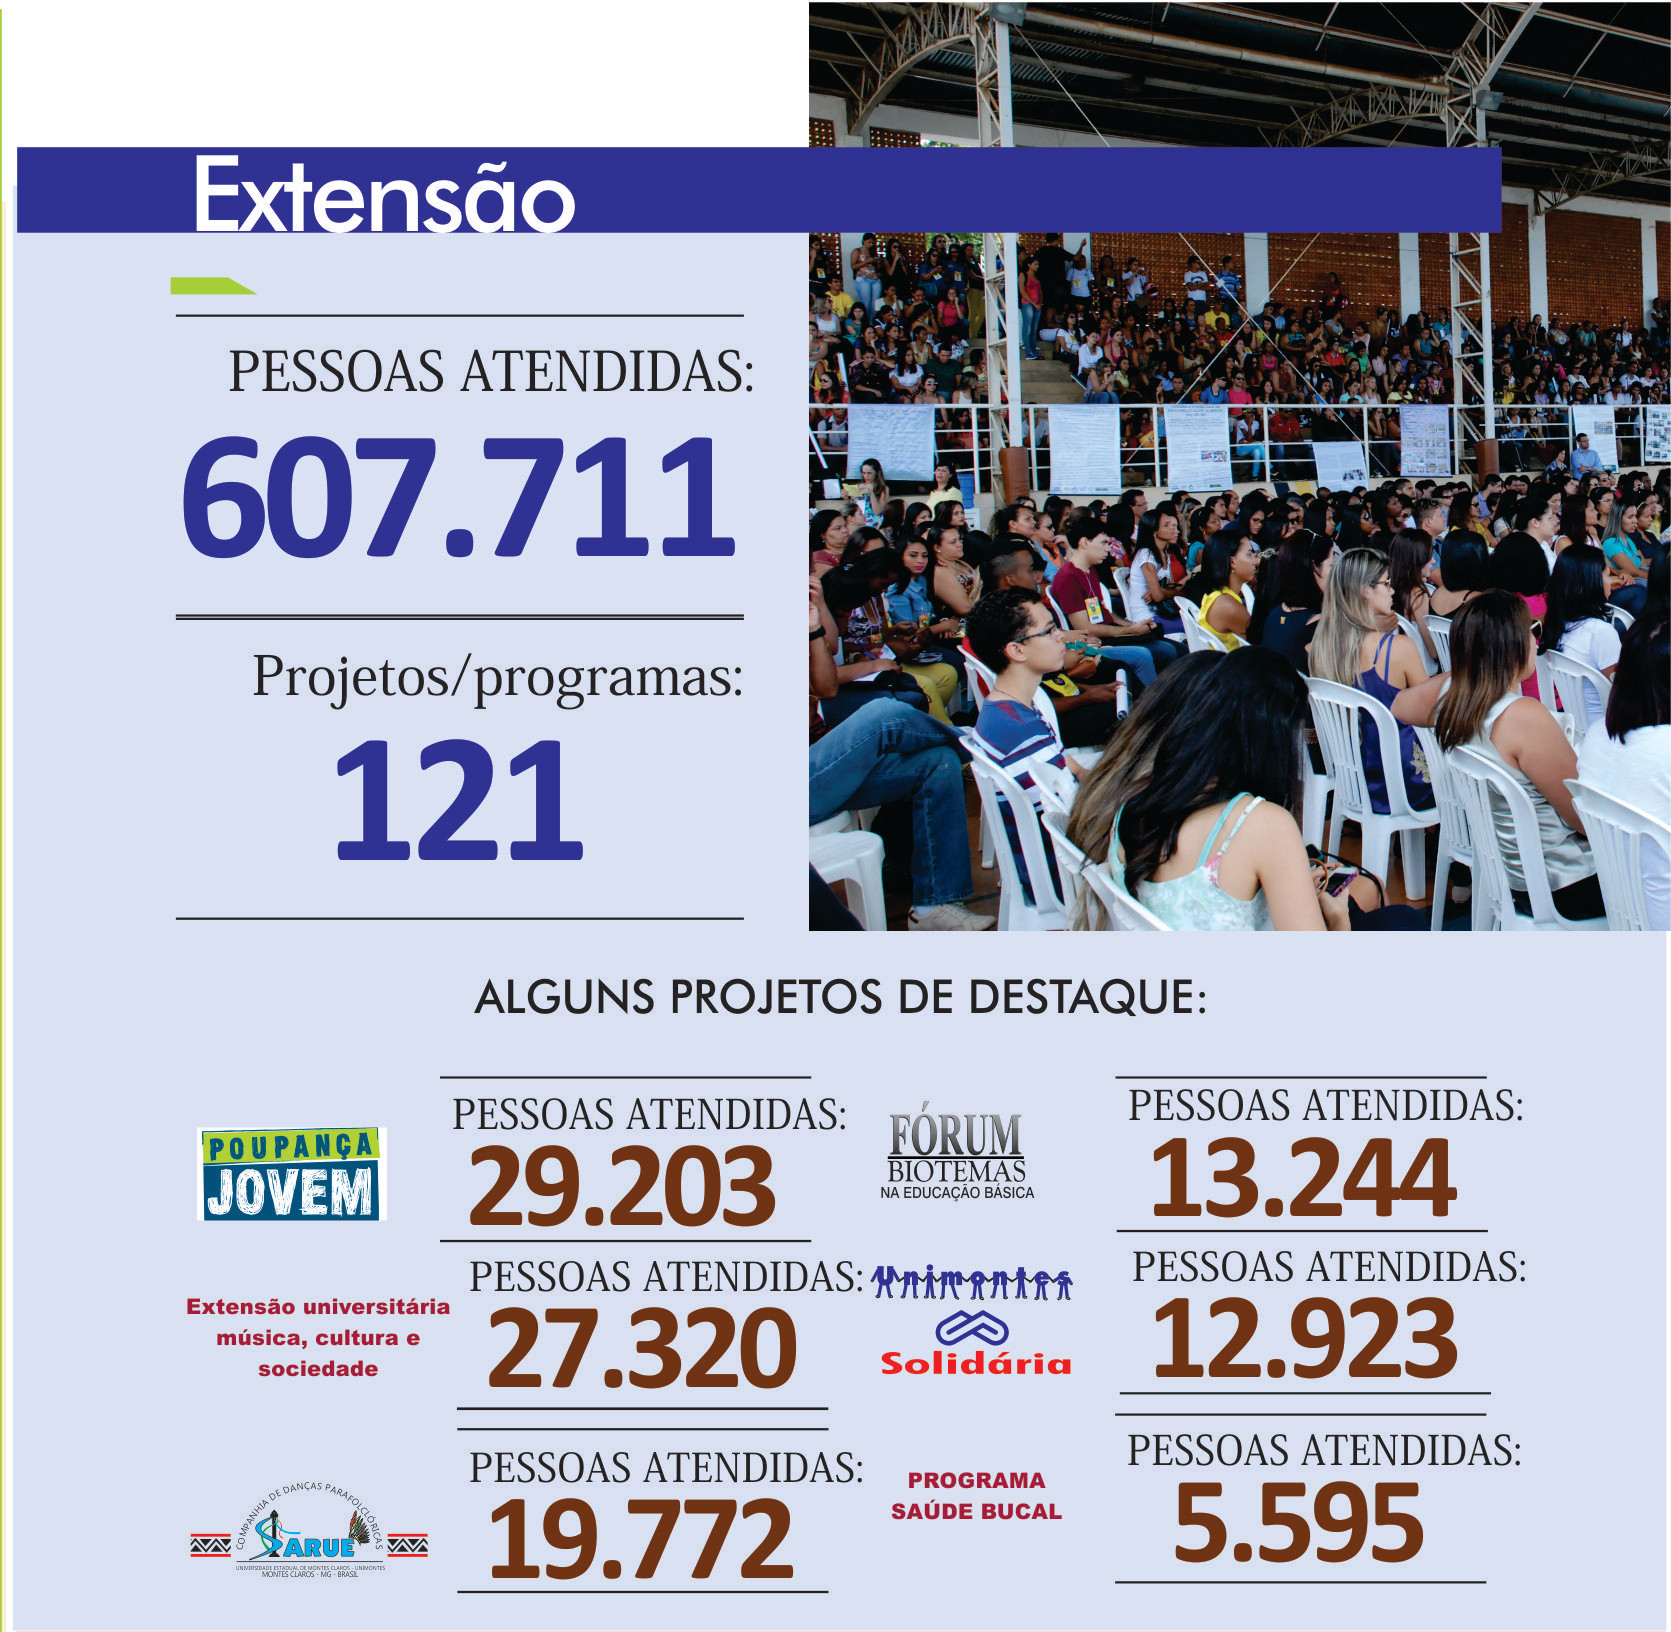 Extensão
PESSOAS ATENDIDAS:
607.711
Projetos/programas:
121
ALGUNS PROJETOS DE DESTAQUE:
POUPANÇA
JOVEM
PESSOAS ATENDIDAS:
29.203
FÓRUM
BIOTEMAS
NA EDUCAÇÃO BÁSICA
PESSOAS ATENDIDAS:
13.244
Extensão universitária
música, cultura e
sociedade
PESSOAS ATENDIDAS:
27.320
Unimontes
Solidária
PESSOAS ATENDIDAS:
12.923
COMPANHIA DE DANÇAS PARAFOLCLÓRICAS
SARUÊ
UNIVERSIDADE ESTADUAL DE MONTES CLAROS - UNIMONTES
MONTES CLAROS - MG - BRASIL
PESSOAS ATENDIDAS:
19.772
PROGRAMA
SAÚDE BUCAL
PESSOAS ATENDIDAS:
5.595